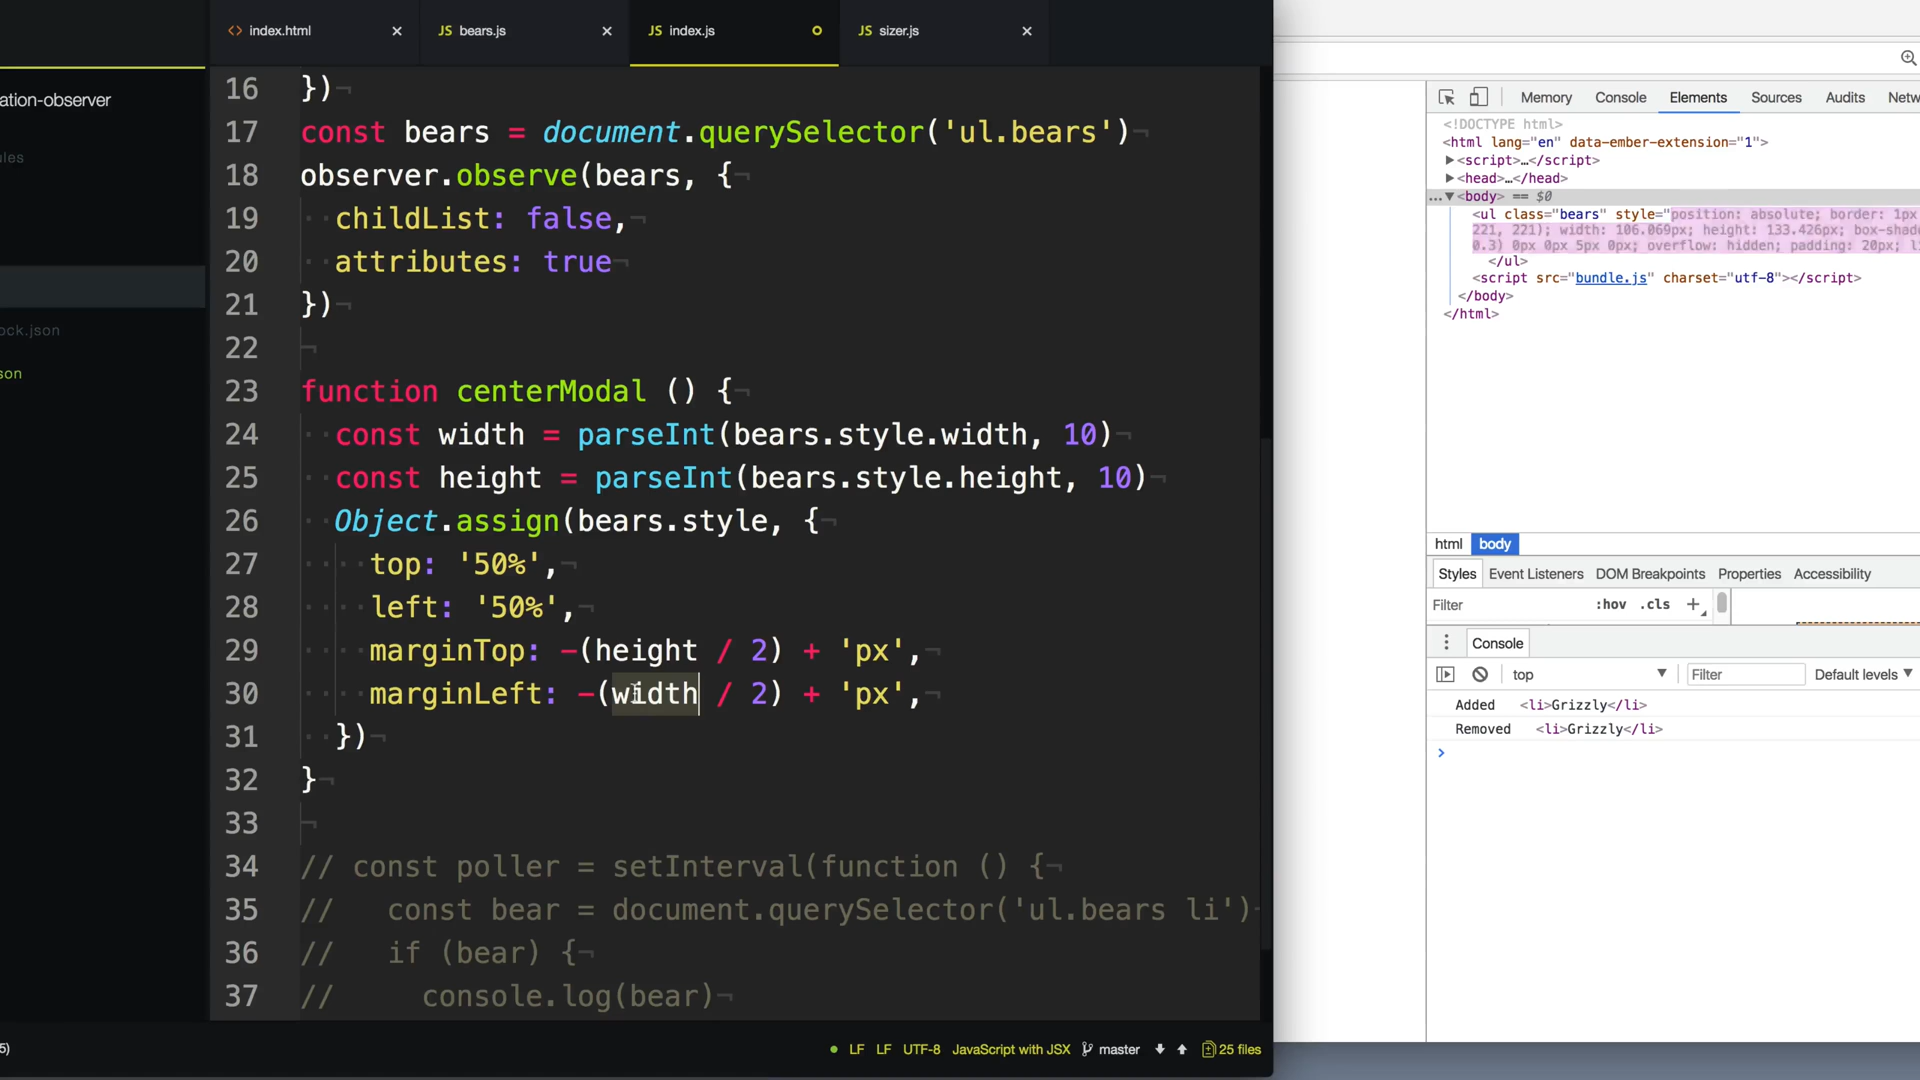 index.html
JS bears.js
JS index.js
JS sizer.js
ation-observer
ules
ock.json
son
16 })
17 const bears = document.querySelector('ul.bears')
18 observer.observe(bears, {
19 childList: false,
20 attributes: true
21 })
22
23 function centerModal () {
24 const width = parseInt(bears.style.width, 10)
25 const height = parseInt(bears.style.height, 10)
26 Object.assign(bears.style, {
27 top: '50%',
28 left: '50%',
29 marginTop: -(height / 2) + 'px',
30 marginLeft: -(width / 2) + 'px',
31 })
32 }
33
34 // const poller = setInterval(function () {
35 // const bear = document.querySelector('ul.bears li')
36 // if (bear) {
37 // console.log(bear)
5)
LF LF UTF-8 JavaScript with JSX master 25 files
Memory Console Elements Sources Audits Netw
<!DOCTYPE html>
<html lang="en" data-ember-extension="1">
<script>…</script>
<head>…</head>
… <body> == $0
<ul class="bears" style="position: absolute; border: 1px
221, 221); width: 106.069px; height: 133.426px; box-shad
0.3) 0px 0px 5px 0px; overflow: hidden; padding: 20px; li
</ul>
<script src="bundle.js" charset="utf-8"></script>
</body>
</html>
html body
Styles Event Listeners DOM Breakpoints Properties Accessibility
Filter :hov .cls +
Console
top Filter Default levels
Added <li>Grizzly</li>
Removed <li>Grizzly</li>
>